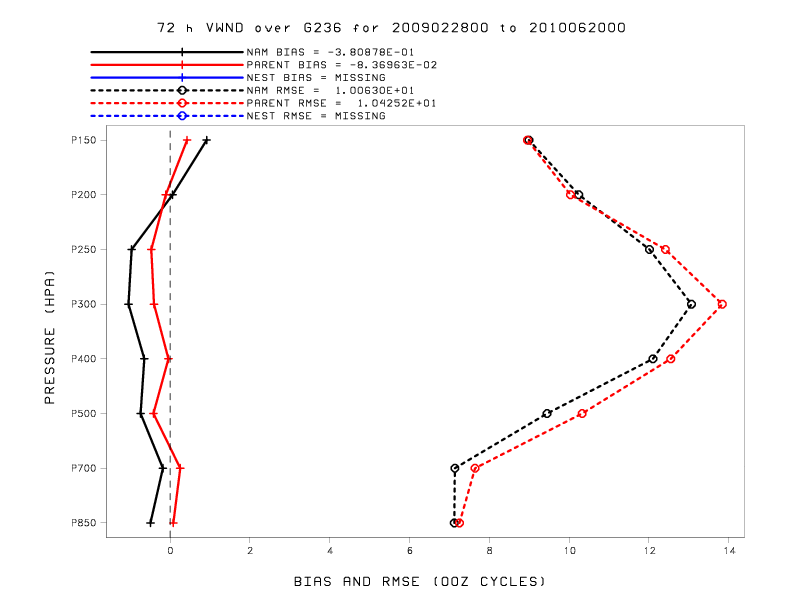 72 h VWND over G236 for 2009022800 to 2010062000
NAM BIAS = -3.80878E-01
PARENT BIAS = -8.36963E-02
NEST BIAS = MISSING
NAM RMSE = 1.00630E+01
PARENT RMSE = 1.04252E+01
NEST RMSE = MISSING
P150
P200
P250
P300
P400
P500
P700
P850
PRESSURE (HPA)
0 2 4 6 8 10 12 14
BIAS AND RMSE (00Z CYCLES)